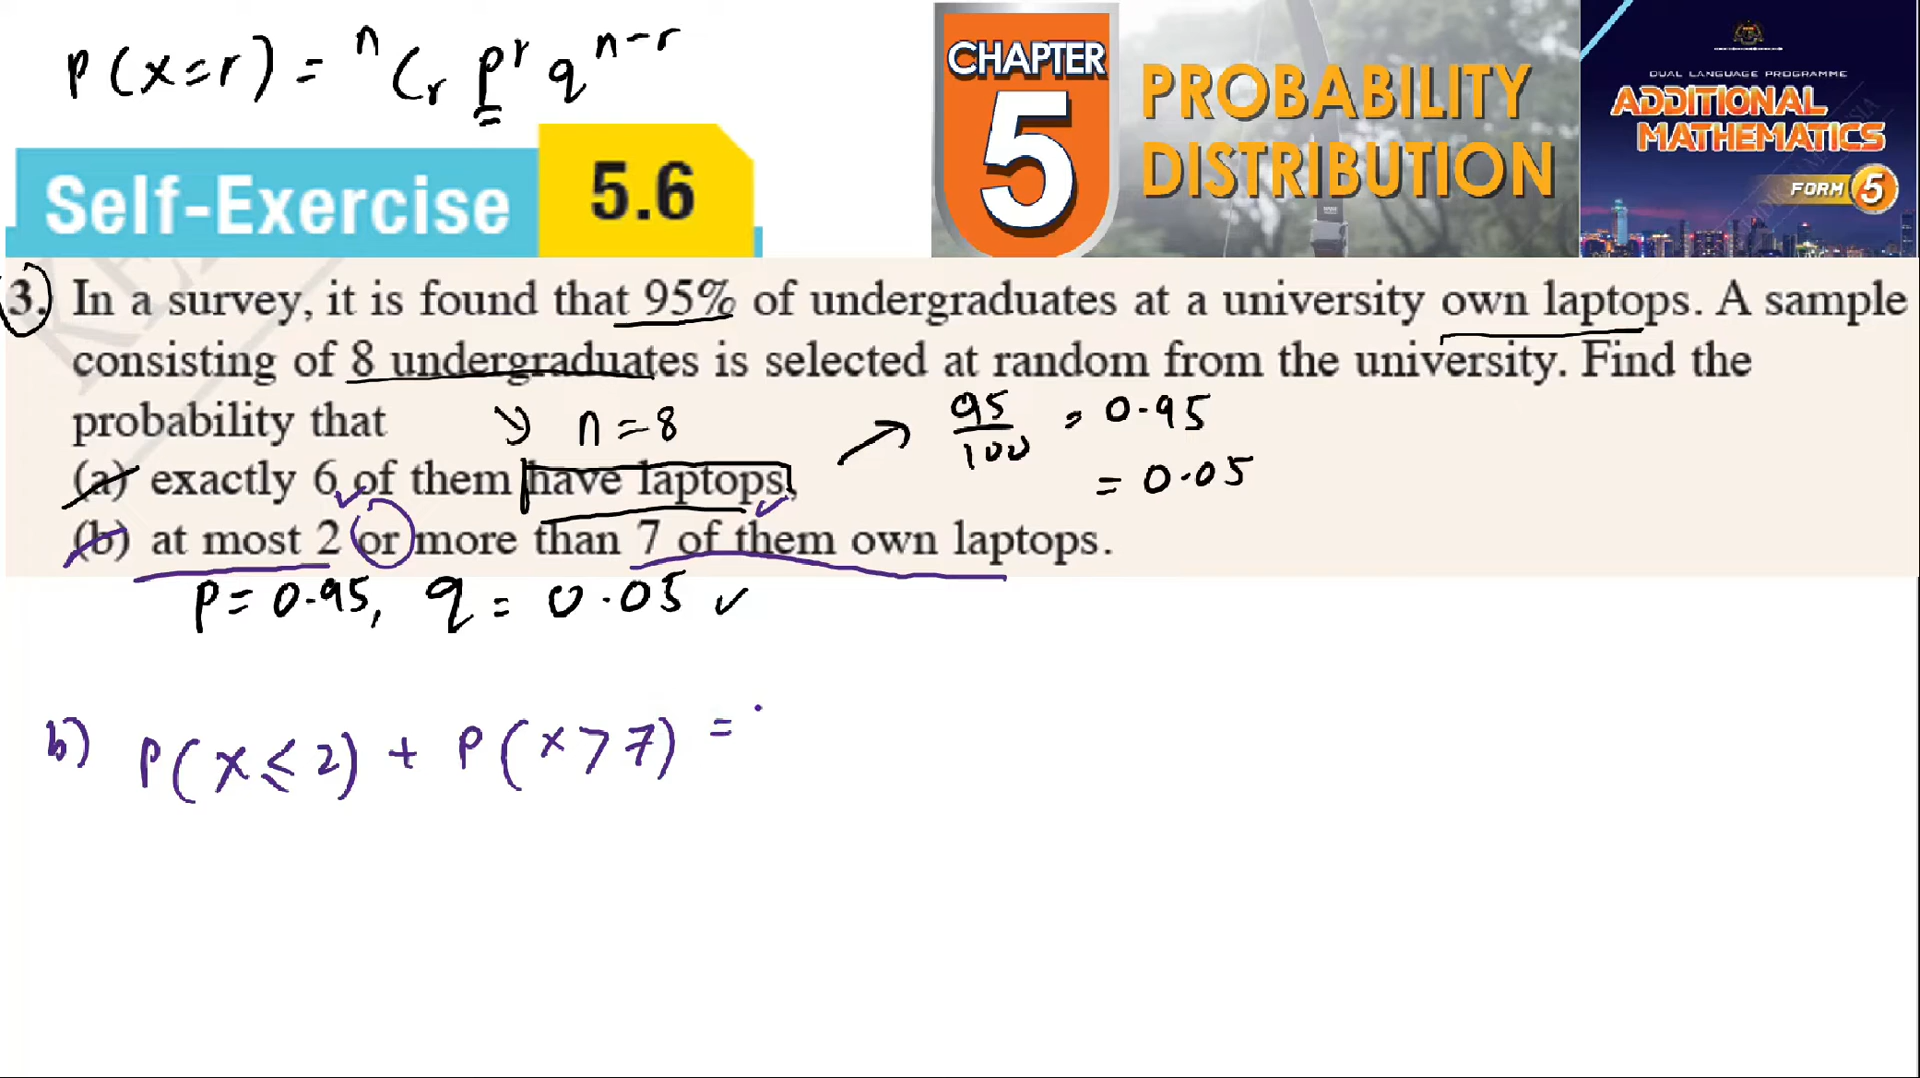 P(x=r) = ⁿCᵣ pʳ qⁿ⁻ʳ
CHAPTER 5
PROBABILITY DISTRIBUTION
DUAL LANGUAGE PROGRAMME
ADDITIONAL MATHEMATICS
FORM 5
Self-Exercise 5.6
3. In a survey, it is found that 95% of undergraduates at a university own laptops. A sample
consisting of 8 undergraduates is selected at random from the university. Find the
probability that
n = 8
95/100 = 0.95
= 0.05
(a) exactly 6 of them have laptops,
(b) at most 2 or more than 7 of them own laptops.
p = 0.95, q = 0.05 ✓
b) P(x ≤ 2) + P(x > 7) =